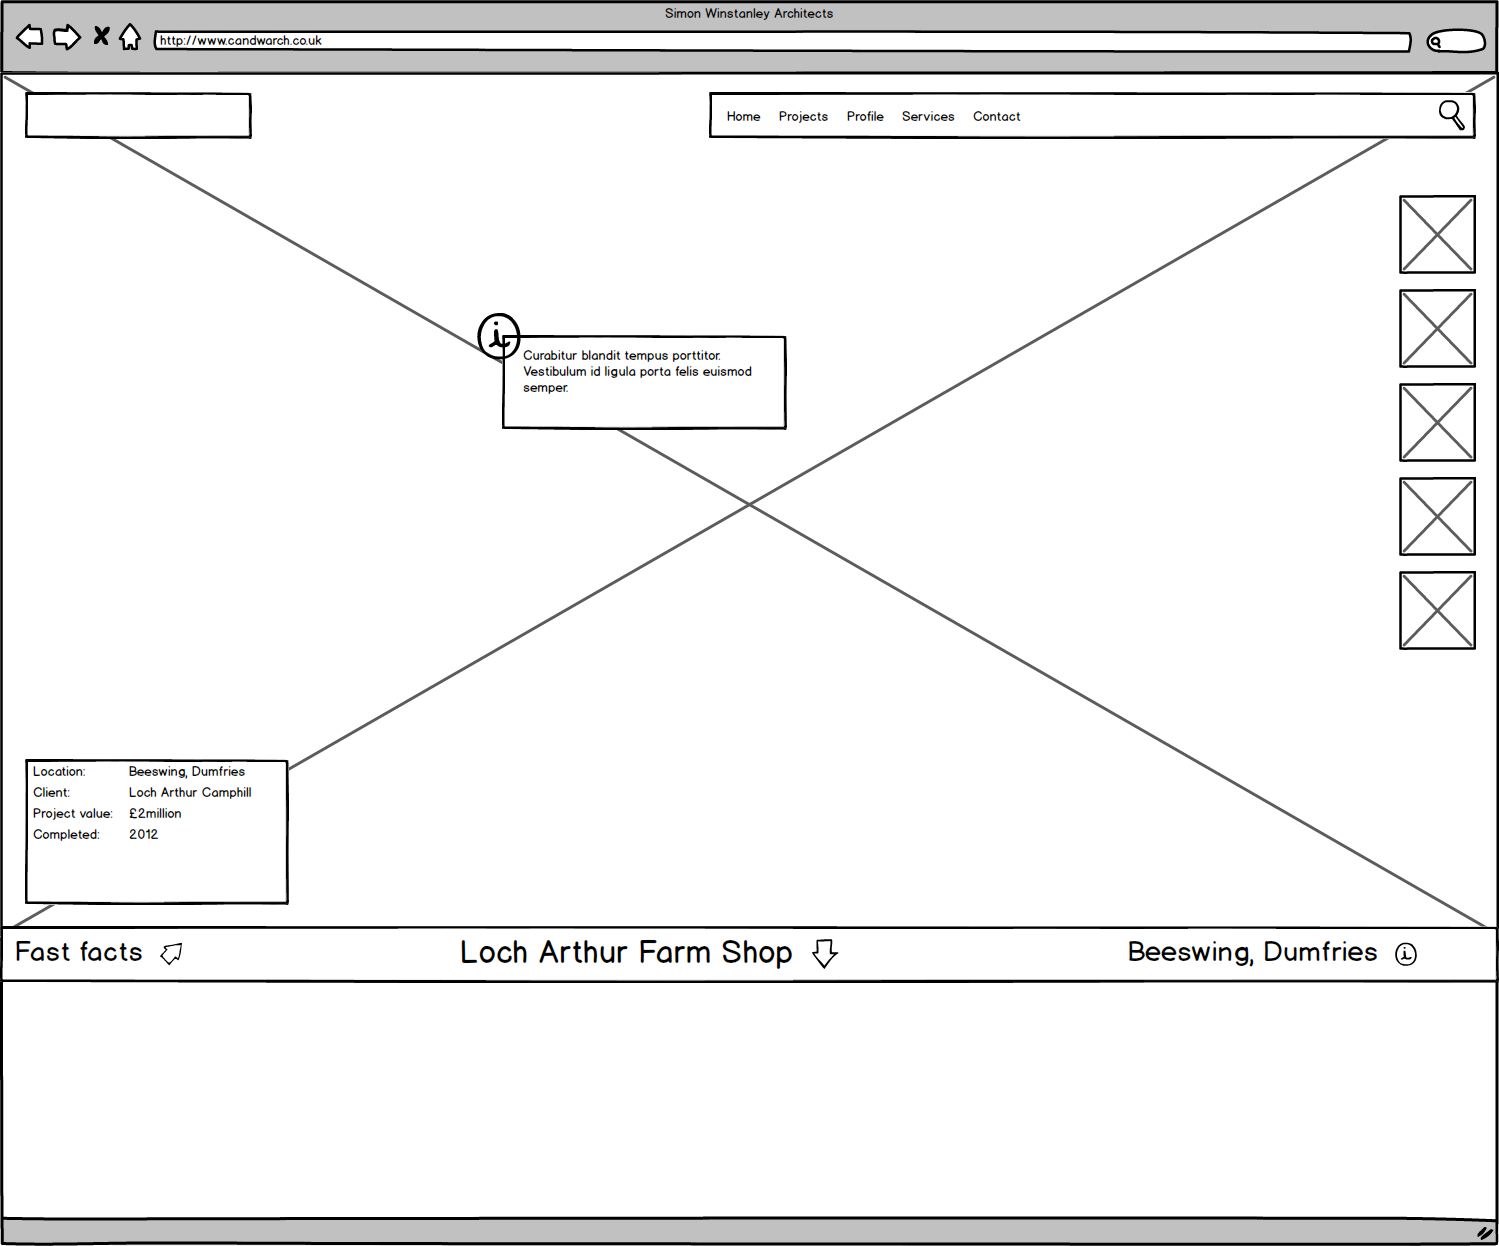 Simon Winstanley Architects
http://www.candwarch.co.uk
Home Projects Profile Services Contact
Curabitur blandit tempus porttitor.
Vestibulum id ligula porta felis euismod
semper.
Location: Beeswing, Dumfries
Client: Loch Arthur Camphill
Project value: £2million
Completed: 2012
Fast facts Loch Arthur Farm Shop Beeswing, Dumfries